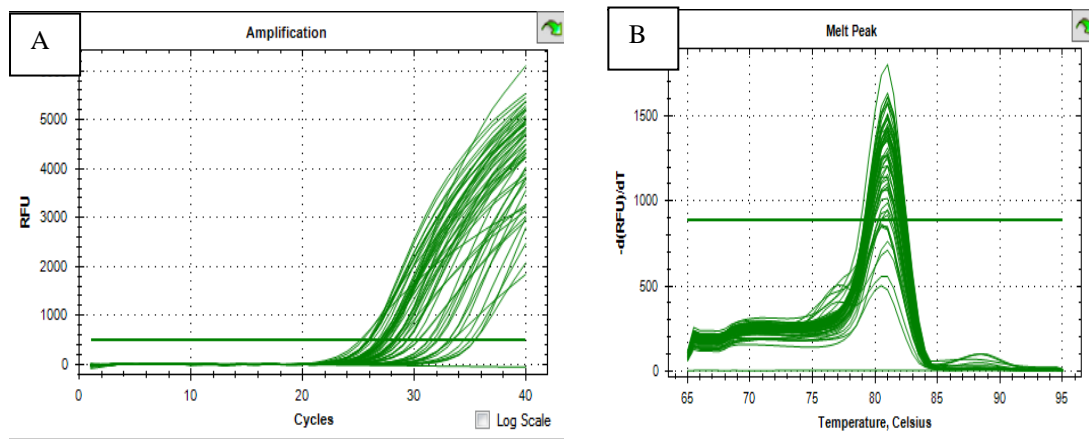 A
Amplification
RFU
5000
4000
3000
2000
1000
0
0
10
20
30
40
Cycles
Log Scale
B
Melt Peak
-d(RFU)/dT
1500
1000
500
0
65
70
75
80
85
90
95
Temperature, Celsius